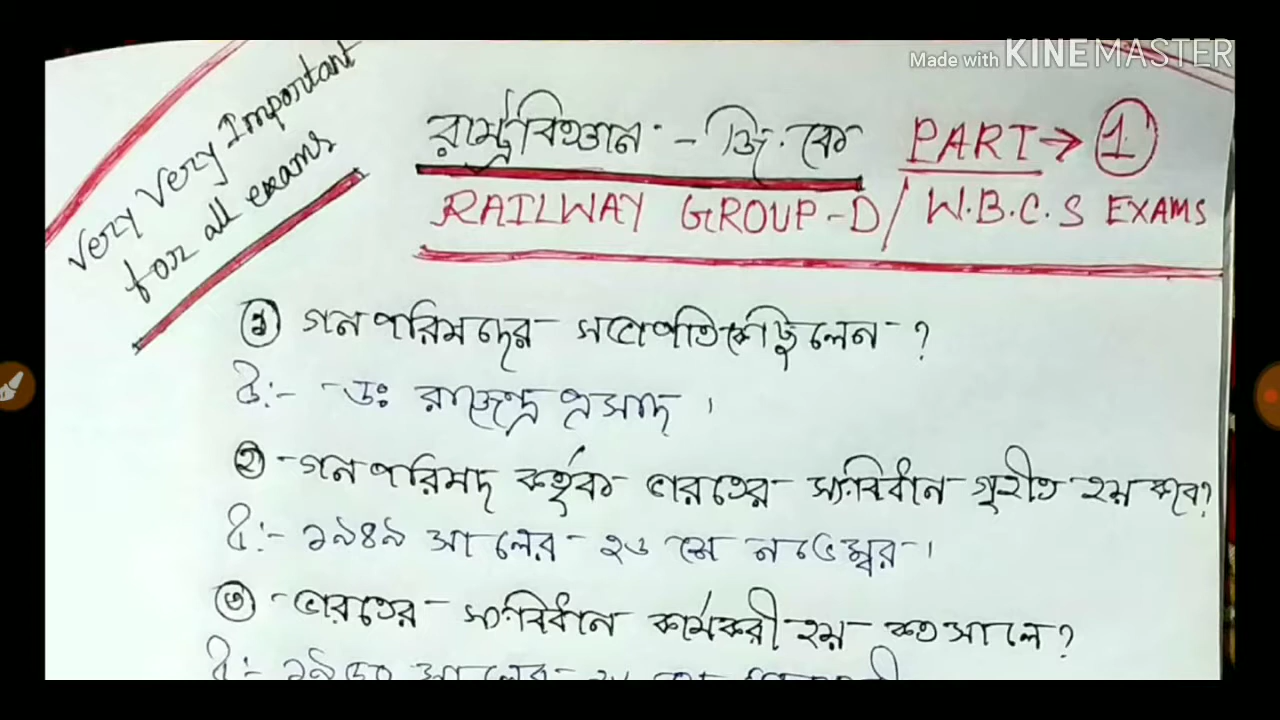 Made with KINEMASTER
Very Very Important
for all exams
রাষ্ট্রবিজ্ঞান - জি.কে PART → 1
RAILWAY GROUP-D / W.B.C.S EXAMS
১ গনপরিষদের সভাপতি কে ছিলেন ?
উ:- ডঃ রাজেন্দ্র প্রসাদ ।
২ গনপরিষদ কর্তৃক ভারতের সংবিধান গৃহীত হয় কবে?
উ:- ১৯৪৯ সালের ২৬ শে নভেম্বর ।
৩ ভারতের সংবিধান কার্যকরী হয় কত সালে ?
উ:- ১৯৫০ সালের